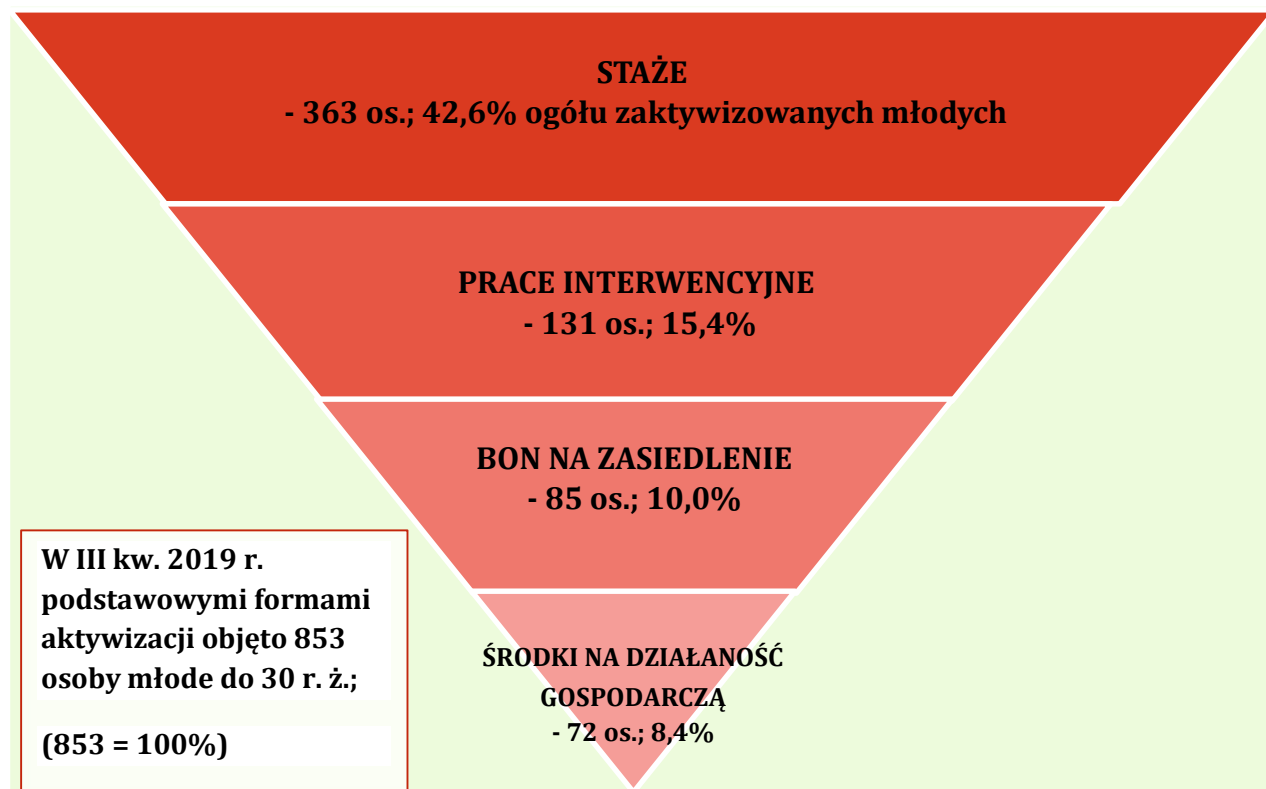 STAŻE
- 363 os.; 42,6% ogółu zaktywizowanych młodych
PRACE INTERWENCYJNE
- 131 os.; 15,4%
BON NA ZASIEDLENIE
- 85 os.; 10,0%
ŚRODKI NA DZIAŁANOŚĆ
GOSPODARCZĄ
- 72 os.; 8,4%
W III kw. 2019 r.
podstawowymi formami
aktywizacji objęto 853
osoby młode do 30 r. ż.;
(853 = 100%)